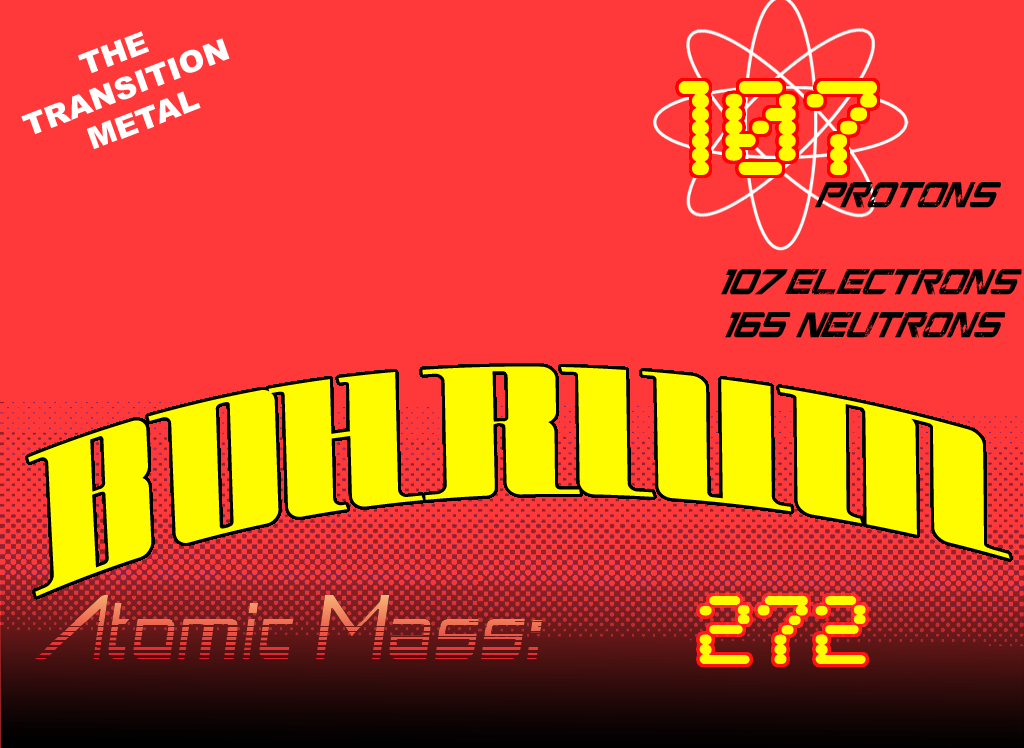 THE
TRANSITION
METAL
107
PROTONS
107 ELECTRONS
165 NEUTRONS
BOHRIUM
Atomic Mass: 272